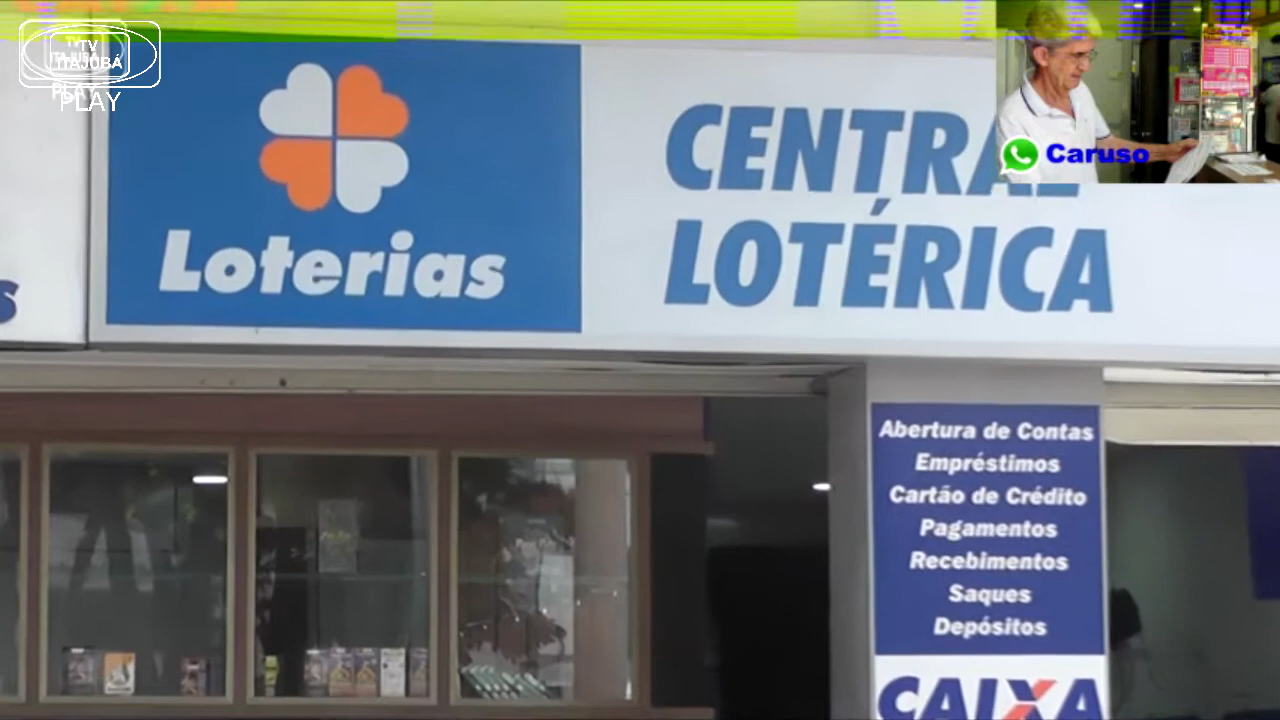 TV
ITAJUBÁ
PLAY
Loterias
CENTRAL
LOTÉRICA
Caruso
s
Abertura de Contas
Empréstimos
Cartão de Crédito
Pagamentos
Recebimentos
Saques
Depósitos
CAIXA